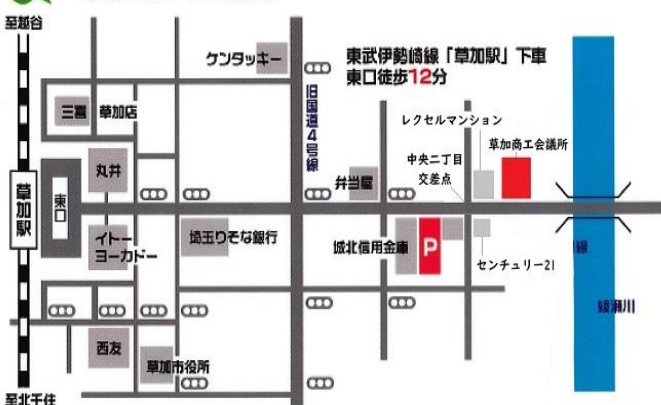 至越谷
ケンタッキー
東武伊勢崎線「草加駅」下車
東口徒歩12分
旧国道4号線
三喜 草加店
レクセルマンション
草加商工会議所
中央二丁目
交差点
丸井
弁当屋
草加駅
東口
イトー
ヨーカドー
埼玉りそな銀行
城北信用金庫
P
センチュリー21
線
綾瀬川
西友
草加市役所
至北千住